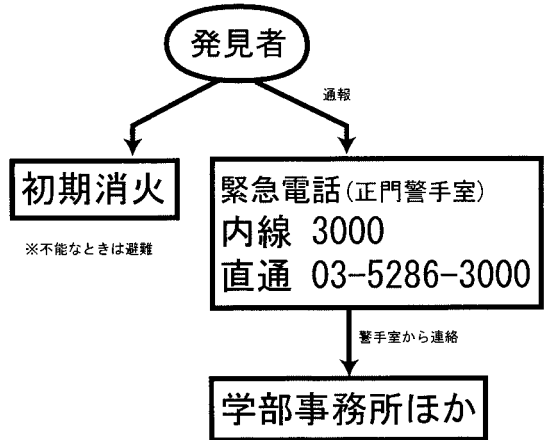 発見者
通報
初期消火
※不能なときは避難
緊急電話(正門警手室)
内線 3000
直通 03-5286-3000
警手室から連絡
学部事務所ほか